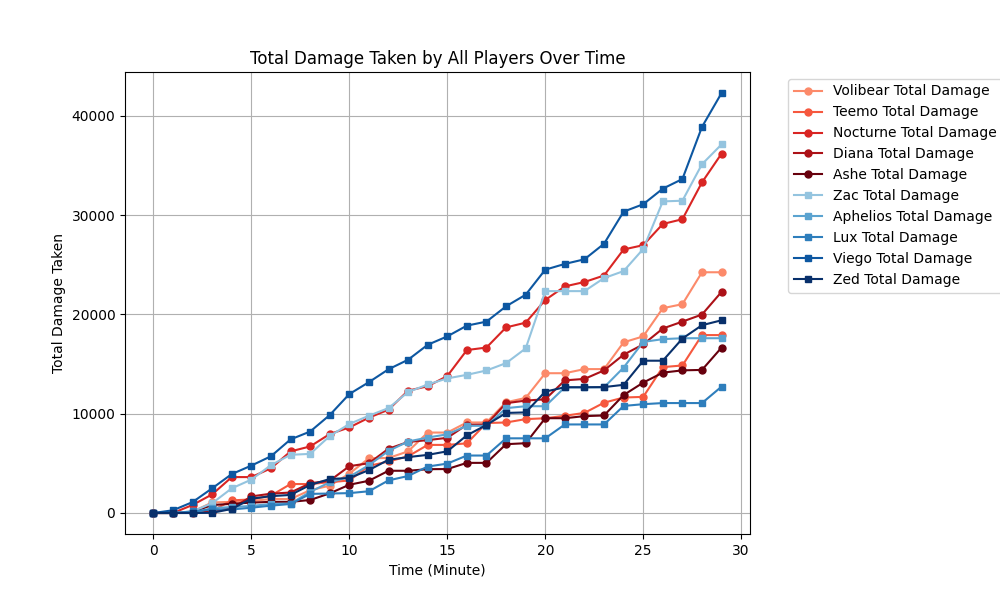 Total Damage Taken by All Players Over Time
Total Damage Taken
40000
30000
20000
10000
0
0 5 10 15 20 25 30
Time (Minute)
Volibear Total Damage
Teemo Total Damage
Nocturne Total Damage
Diana Total Damage
Ashe Total Damage
Zac Total Damage
Aphelios Total Damage
Lux Total Damage
Viego Total Damage
Zed Total Damage